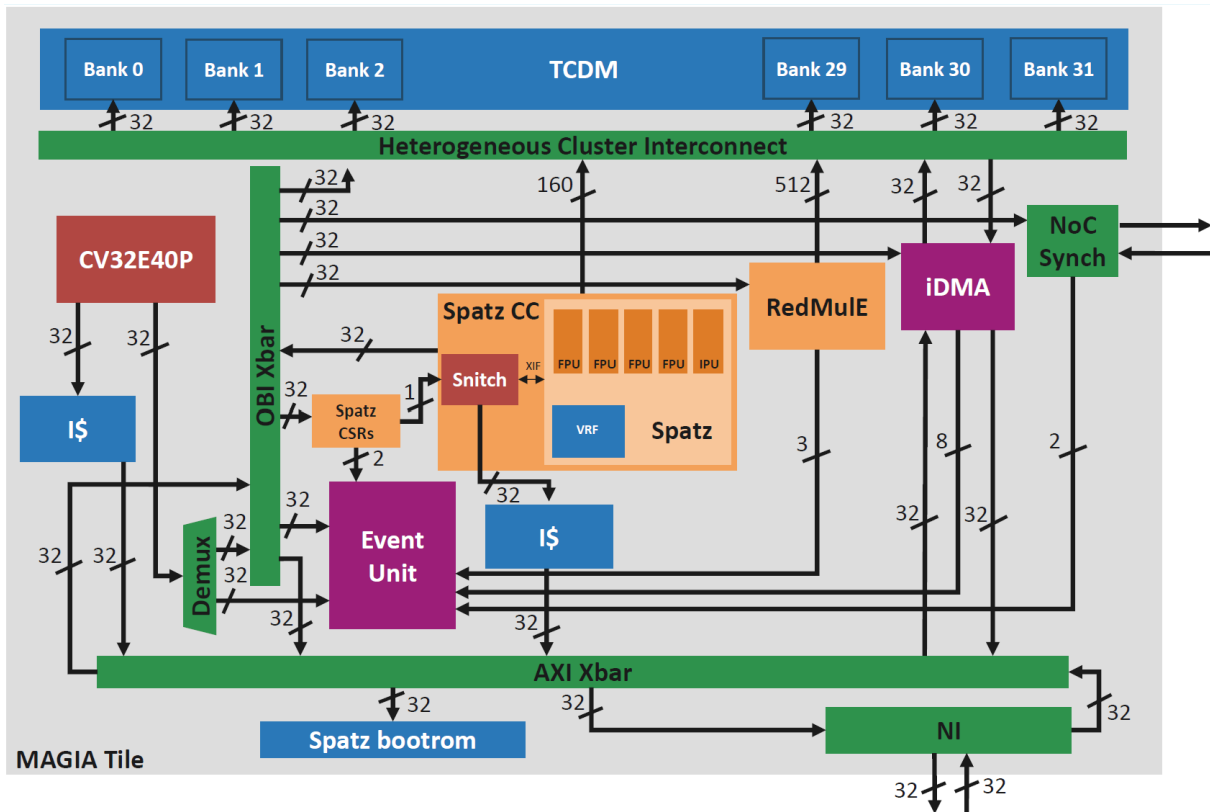 Bank 0
Bank 1
Bank 2
TCDM
Bank 29
Bank 30
Bank 31
32
32
32
32
32
32
Heterogeneous Cluster Interconnect
32
160
512
32
32
32
32
32
CV32E40P
NoC
Synch
iDMA
RedMulE
OBI Xbar
Spatz CC
FPU
FPU
FPU
FPU
IPU
32
32
32
XIF
Snitch
1
32
I$
Spatz
CSRs
VRF
Spatz
2
3
8
2
32
32
32
32
Event
Unit
I$
32
32
32
32
Demux
32
32
32
AXI Xbar
32
32
32
Spatz bootrom
NI
MAGIA Tile
32
32